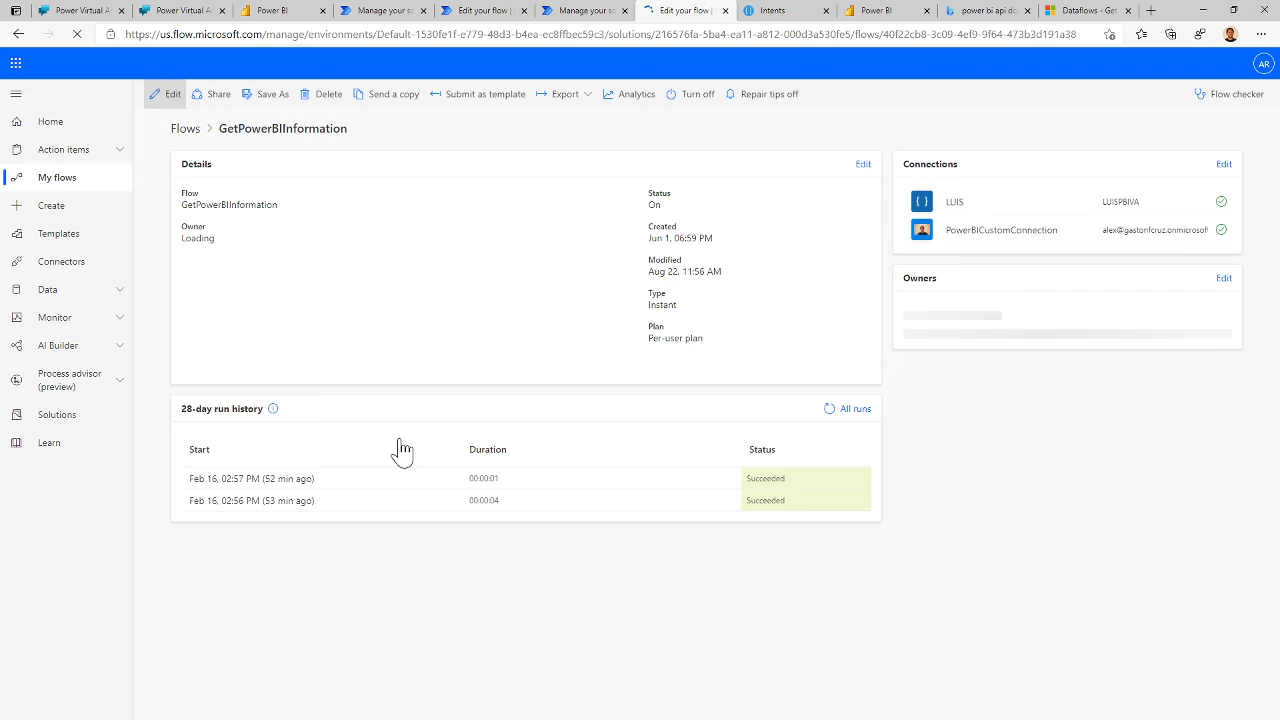 Power Virtual A
Power Virtual A
Power BI
Manage your so
Edit your flow |
Manage your so
Edit your flow |
Intents
Power BI
power bi api do
Dataflows - Get
https://us.flow.microsoft.com/manage/environments/Default-1530fe1f-e779-48d3-b4ea-ec8ffbec59c3/solutions/216576fa-5ba4-ea11-a812-000d3a530fe5/flows/40f22cb8-3c09-4ef9-9f64-473b3d191a38
AR
Edit
Share
Save As
Delete
Send a copy
Submit as template
Export
Analytics
Turn off
Repair tips off
Flow checker
Home
Action items
My flows
Create
Templates
Connectors
Data
Monitor
AI Builder
Process advisor
(preview)
Solutions
Learn
Flows > GetPowerBIInformation
Details
Edit
Flow
GetPowerBIInformation
Owner
Loading
Status
On
Created
Jun 1, 06:59 PM
Modified
Aug 22, 11:56 AM
Type
Instant
Plan
Per-user plan
Connections
Edit
LUIS
LUISPBIVA
PowerBICustomConnection
alex@gastonfcruz.onmicrosoft
Owners
Edit
28-day run history
All runs
Start Duration Status
Feb 16, 02:57 PM (52 min ago) 00:00:01 Succeeded
Feb 16, 02:56 PM (53 min ago) 00:00:04 Succeeded